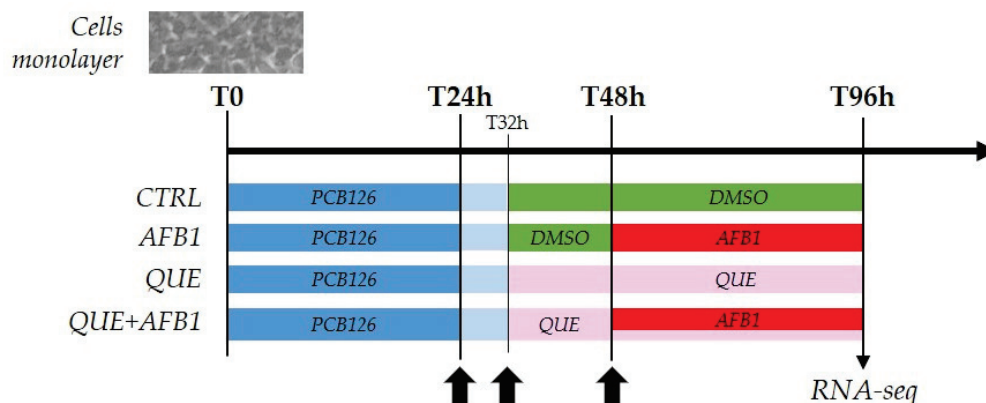 Cells
monolayer
T0 T24h T32h T48h T96h
CTRL PCB126 DMSO
AFB1 PCB126 DMSO AFB1
QUE PCB126 QUE
QUE+AFB1 PCB126 QUE AFB1
RNA-seq